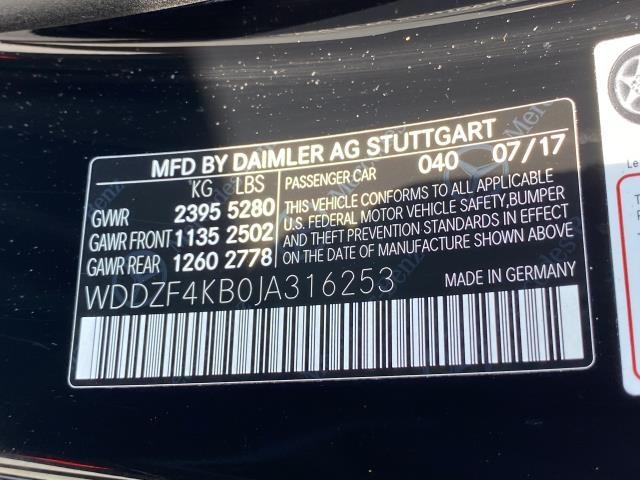 MFD BY DAIMLER AG STUTTGART
KG LBS
GVWR 2395 5280
GAWR FRONT 1135 2502
GAWR REAR 1260 2778
PASSENGER CAR 040 07/17
THIS VEHICLE CONFORMS TO ALL APPLICABLE
U.S. FEDERAL MOTOR VEHICLE SAFETY,BUMPER
AND THEFT PREVENTION STANDARDS IN EFFECT
ON THE DATE OF MANUFACTURE SHOWN ABOVE
WDDZF4KB0JA316253
MADE IN GERMANY